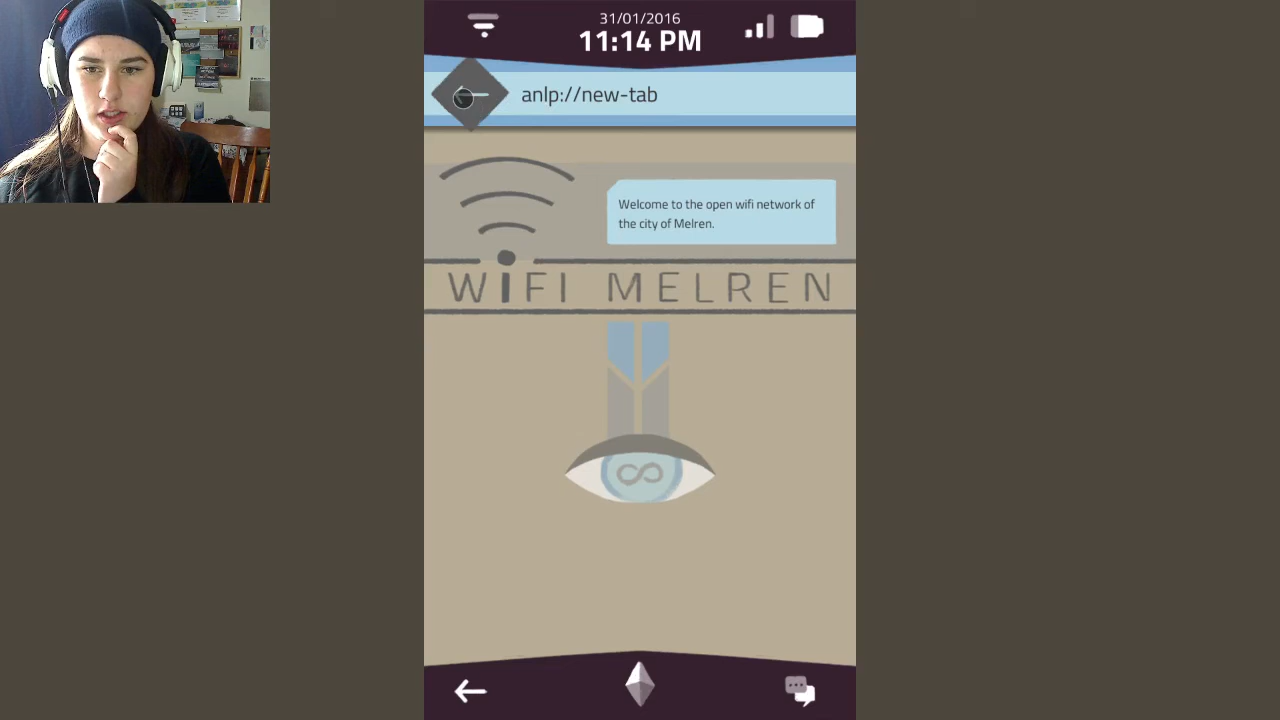 31/01/2016
11:14 PM
anlp://new-tab
Welcome to the open wifi network of
the city of Melren.
WiFI MELREN